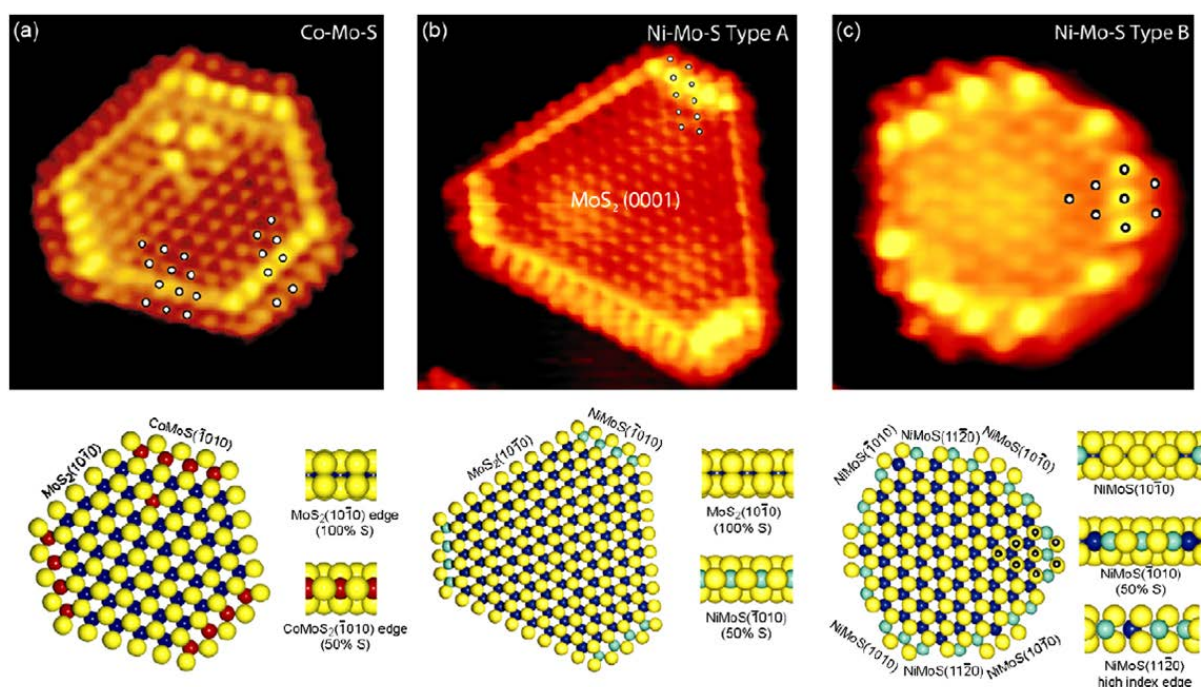 (a)
Co-Mo-S
(b)
Ni-Mo-S Type A
(c)
Ni-Mo-S Type B
MoS₂ (0001)
MoS₂(101̄0)
CoMoS(1̄010)
MoS₂(101̄0) edge
(100% S)
CoMoS₂(1̄010) edge
(50% S)
MoS₂(101̄0)
NiMoS(1̄010)
MoS₂(101̄0)
(100% S)
NiMoS(1̄010)
(50% S)
NiMoS(1̄010)
NiMoS(112̄0)
NiMoS(101̄0)
NiMoS(1010)
NiMoS(112̄0)
NiMoS(101̄0)
NiMoS(101̄0)
NiMoS(1̄010)
(50% S)
NiMoS(112̄0)
high index edge